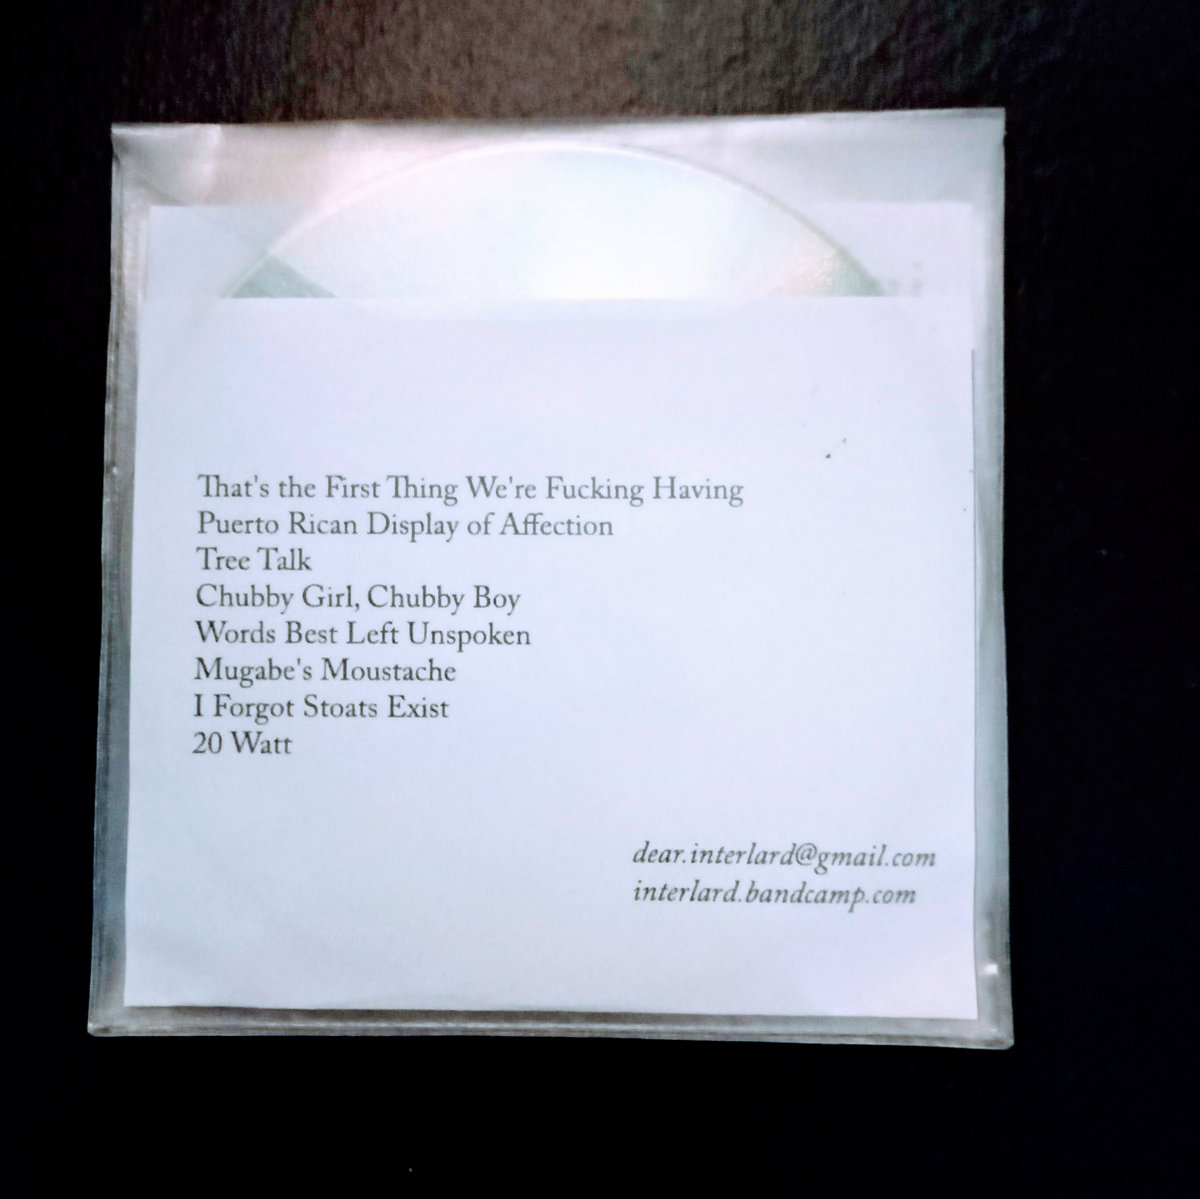 That's the First Thing We're Fucking Having
Puerto Rican Display of Affection
Tree Talk
Chubby Girl, Chubby Boy
Words Best Left Unspoken
Mugabe's Moustache
I Forgot Stoats Exist
20 Watt
dear.interlard@gmail.com
interlard.bandcamp.com